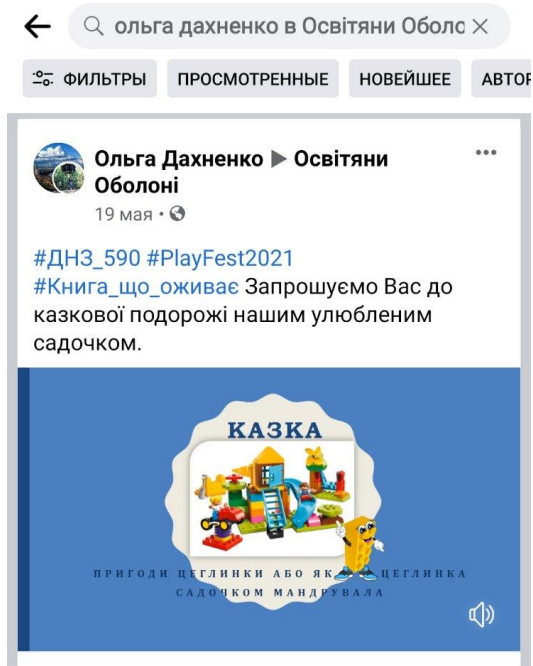 ольга дахненко в Освітяни Оболо
ФИЛЬТРЫ ПРОСМОТРЕННЫЕ НОВЕЙШЕЕ АВТОР
Ольга Дахненко ▶ Освітяни
Оболоні
19 мая •
#ДНЗ_590 #PlayFest2021
#Книга_що_оживає Запрошуємо Вас до
казкової подорожі нашим улюбленим
садочком.
КАЗКА
ПРИГОДИ ЦЕГЛИНКИ АБО ЯК ЦЕГЛИНКА
САДОЧКОМ МАНДРУВАЛА